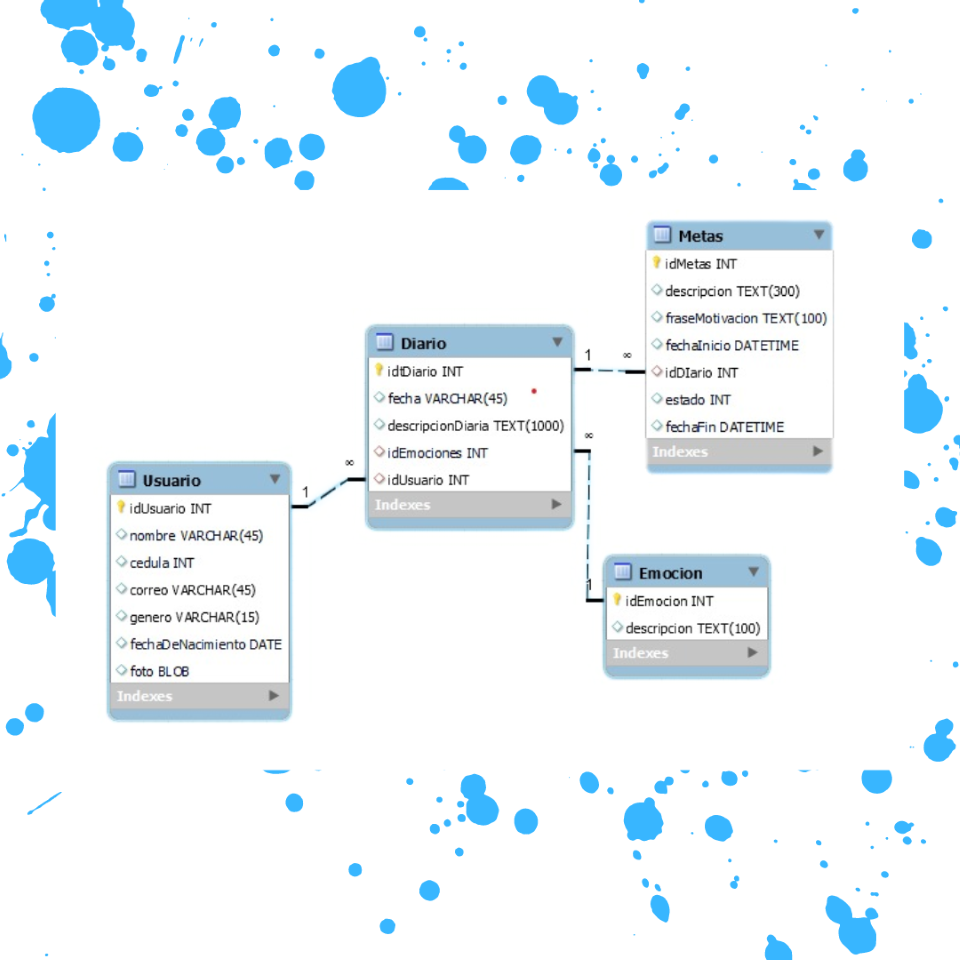 Usuario
idUsuario INT
nombre VARCHAR(45)
cedula INT
correo VARCHAR(45)
genero VARCHAR(15)
fechaDeNacimiento DATE
foto BLOB
Indexes
1
∞
Diario
idtDiario INT
fecha VARCHAR(45)
descripcionDiaria TEXT(1000)
idEmociones INT
idUsuario INT
Indexes
1
∞
Metas
idMetas INT
descripcion TEXT(300)
fraseMotivacion TEXT(100)
fechaInicio DATETIME
idDIario INT
estado INT
fechaFin DATETIME
Indexes
∞
1
Emocion
idEmocion INT
descripcion TEXT(100)
Indexes